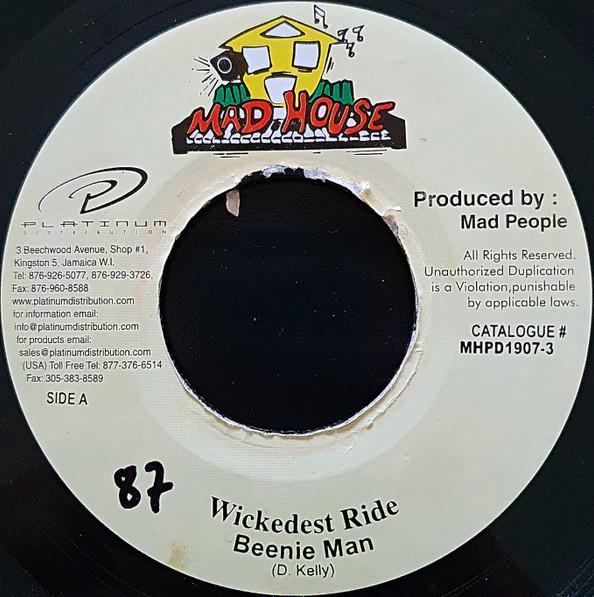 MAD HOUSE
PLATINUM
DISTRIBUTION
3 Beechwood Avenue, Shop #1,
Kingston 5, Jamaica W.I.
Tel: 876-926-5077, 876-929-3726,
Fax: 876-960-8588
www.platinumdistribution.com
for information email:
info@platinumdistribution.com
for products email:
sales@platinumdistribution.com
(USA) Toll Free Tel: 877-376-6514
Fax: 305-383-8589
SIDE A
Produced by :
Mad People
All Rights Reserved.
Unauthorized Duplication
is a Violation,punishable
by applicable laws.
CATALOGUE #
MHPD1907-3
87
Wickedest Ride
Beenie Man
(D. Kelly)